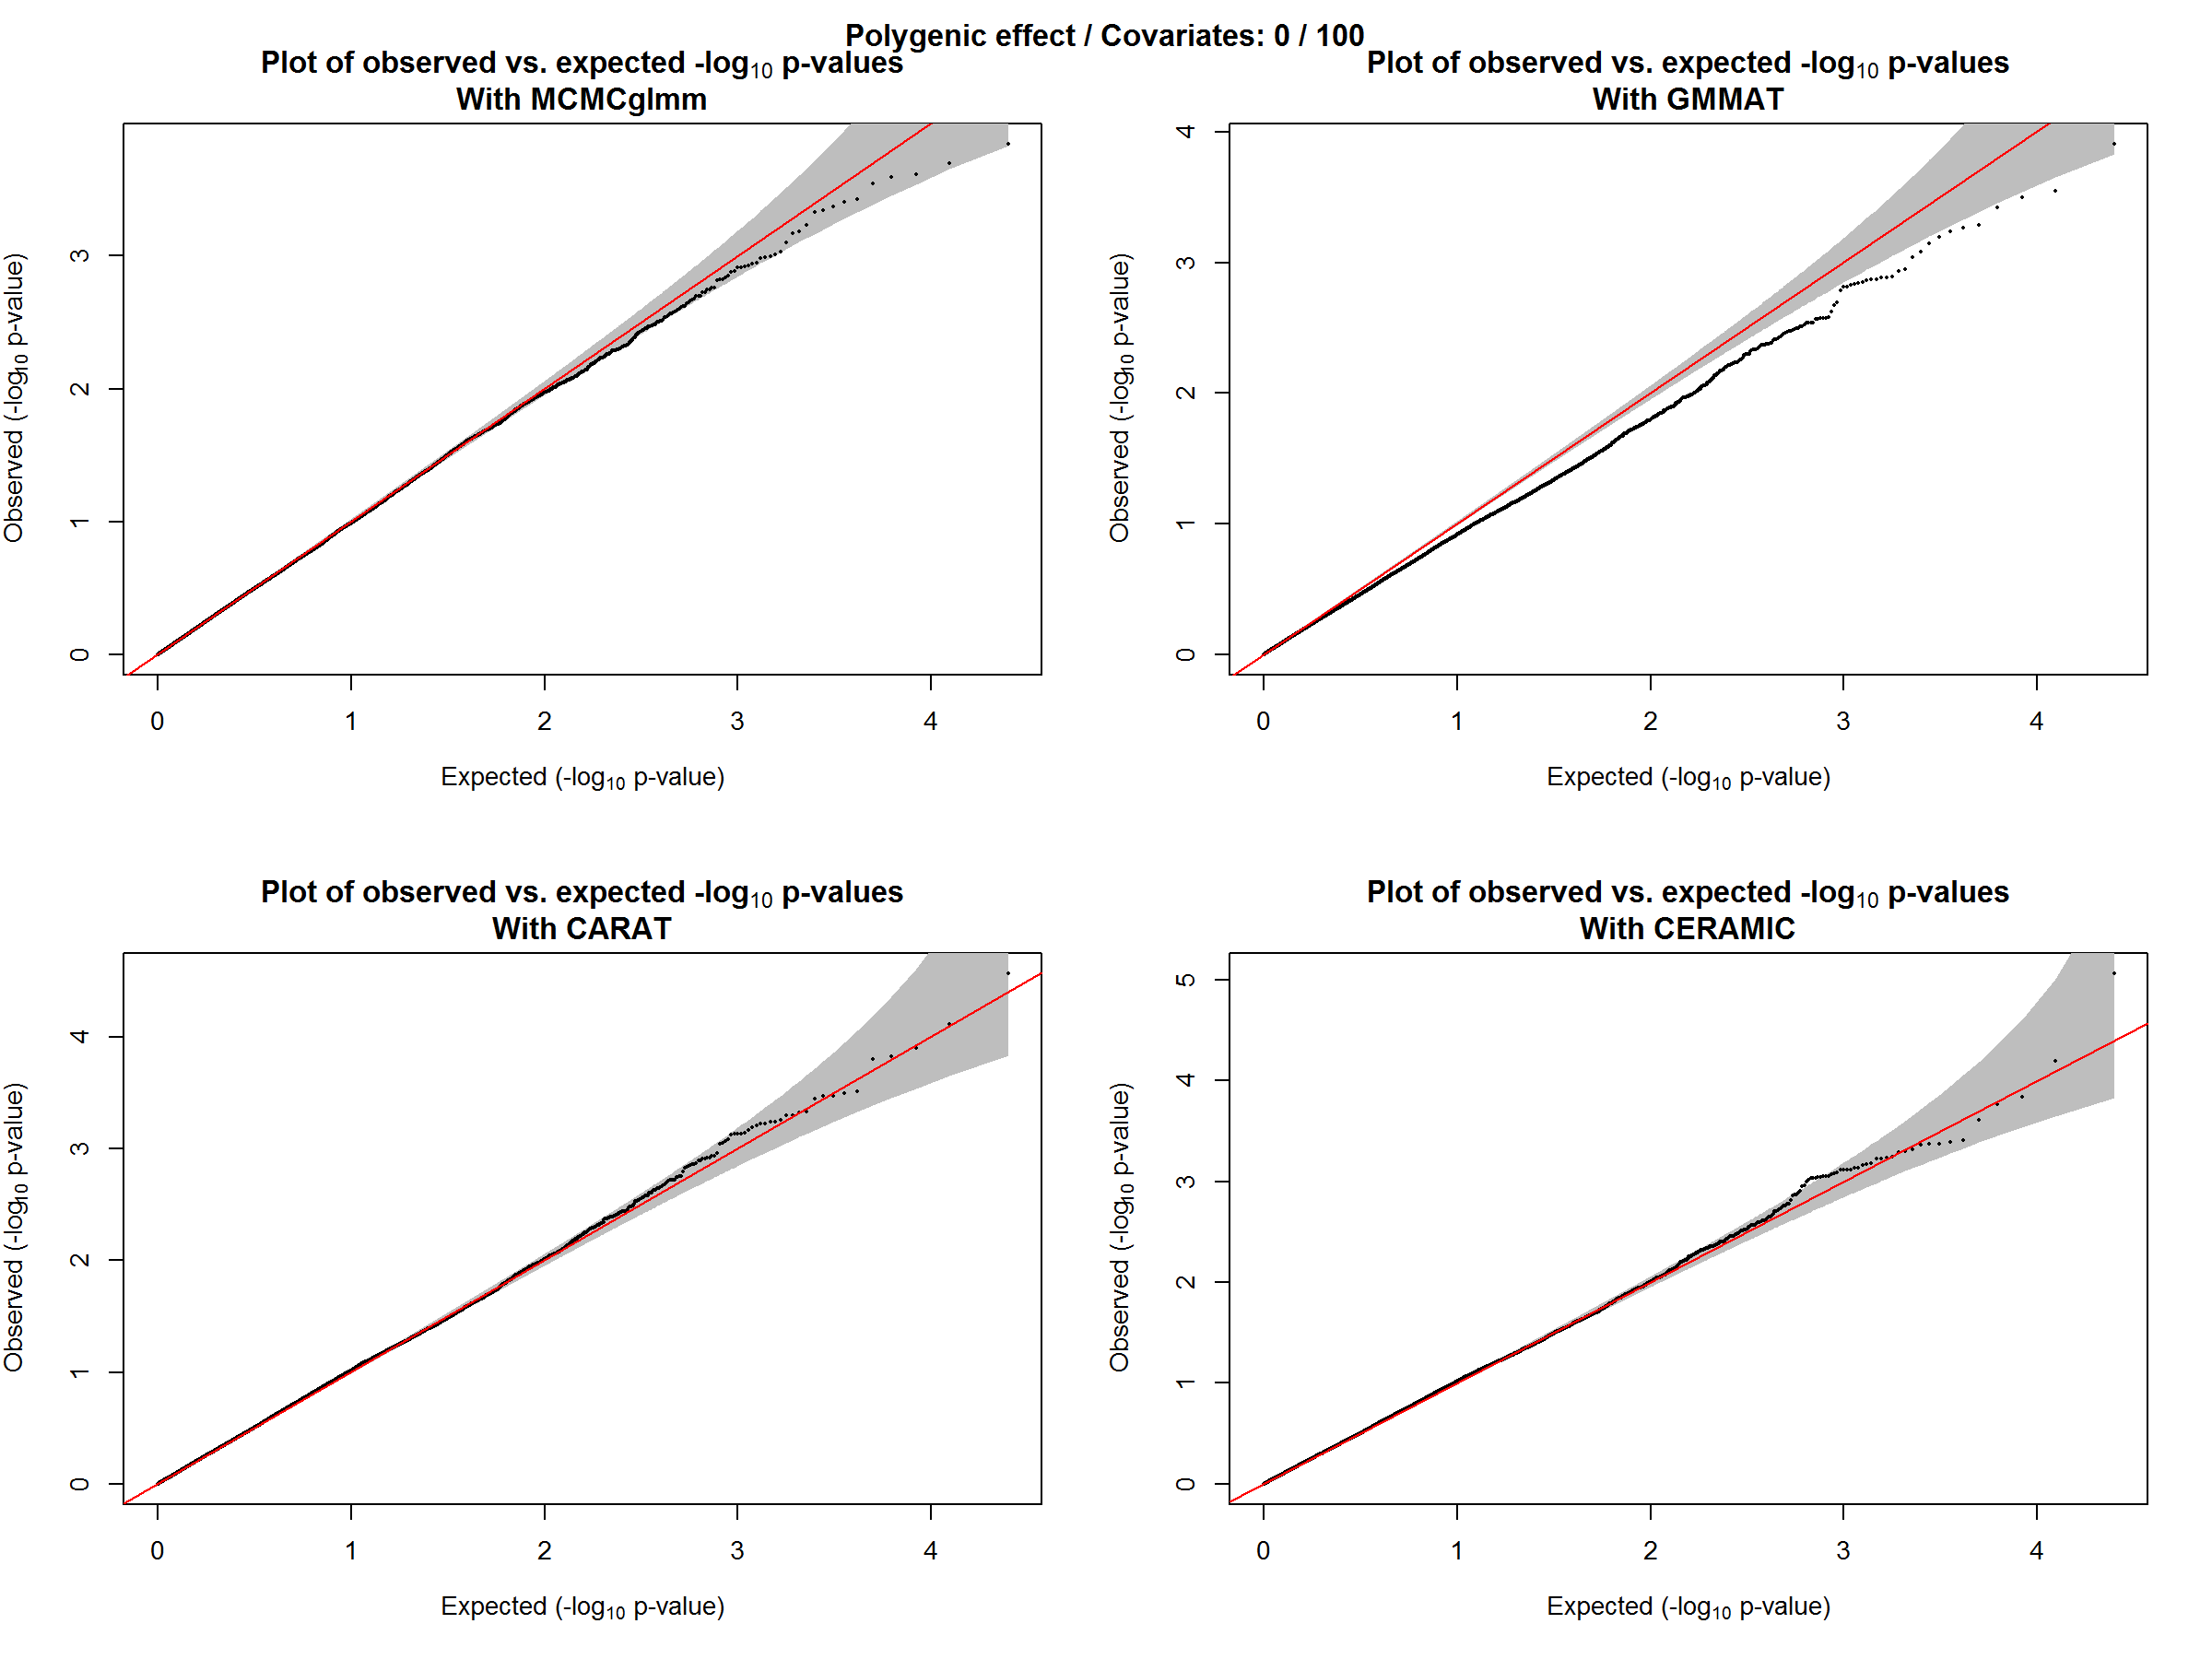 Polygenic effect / Covariates: 0 / 100
Plot of observed vs. expected -log10 p-values
With MCMCglmm
Observed (-log10 p-value)
0
1
2
3
0 1 2 3 4
Expected (-log10 p-value)
Plot of observed vs. expected -log10 p-values
With GMMAT
Observed (-log10 p-value)
0
1
2
3
4
0 1 2 3 4
Expected (-log10 p-value)
Plot of observed vs. expected -log10 p-values
With CARAT
Observed (-log10 p-value)
0
1
2
3
4
0 1 2 3 4
Expected (-log10 p-value)
Plot of observed vs. expected -log10 p-values
With CERAMIC
Observed (-log10 p-value)
0
1
2
3
4
5
0 1 2 3 4
Expected (-log10 p-value)